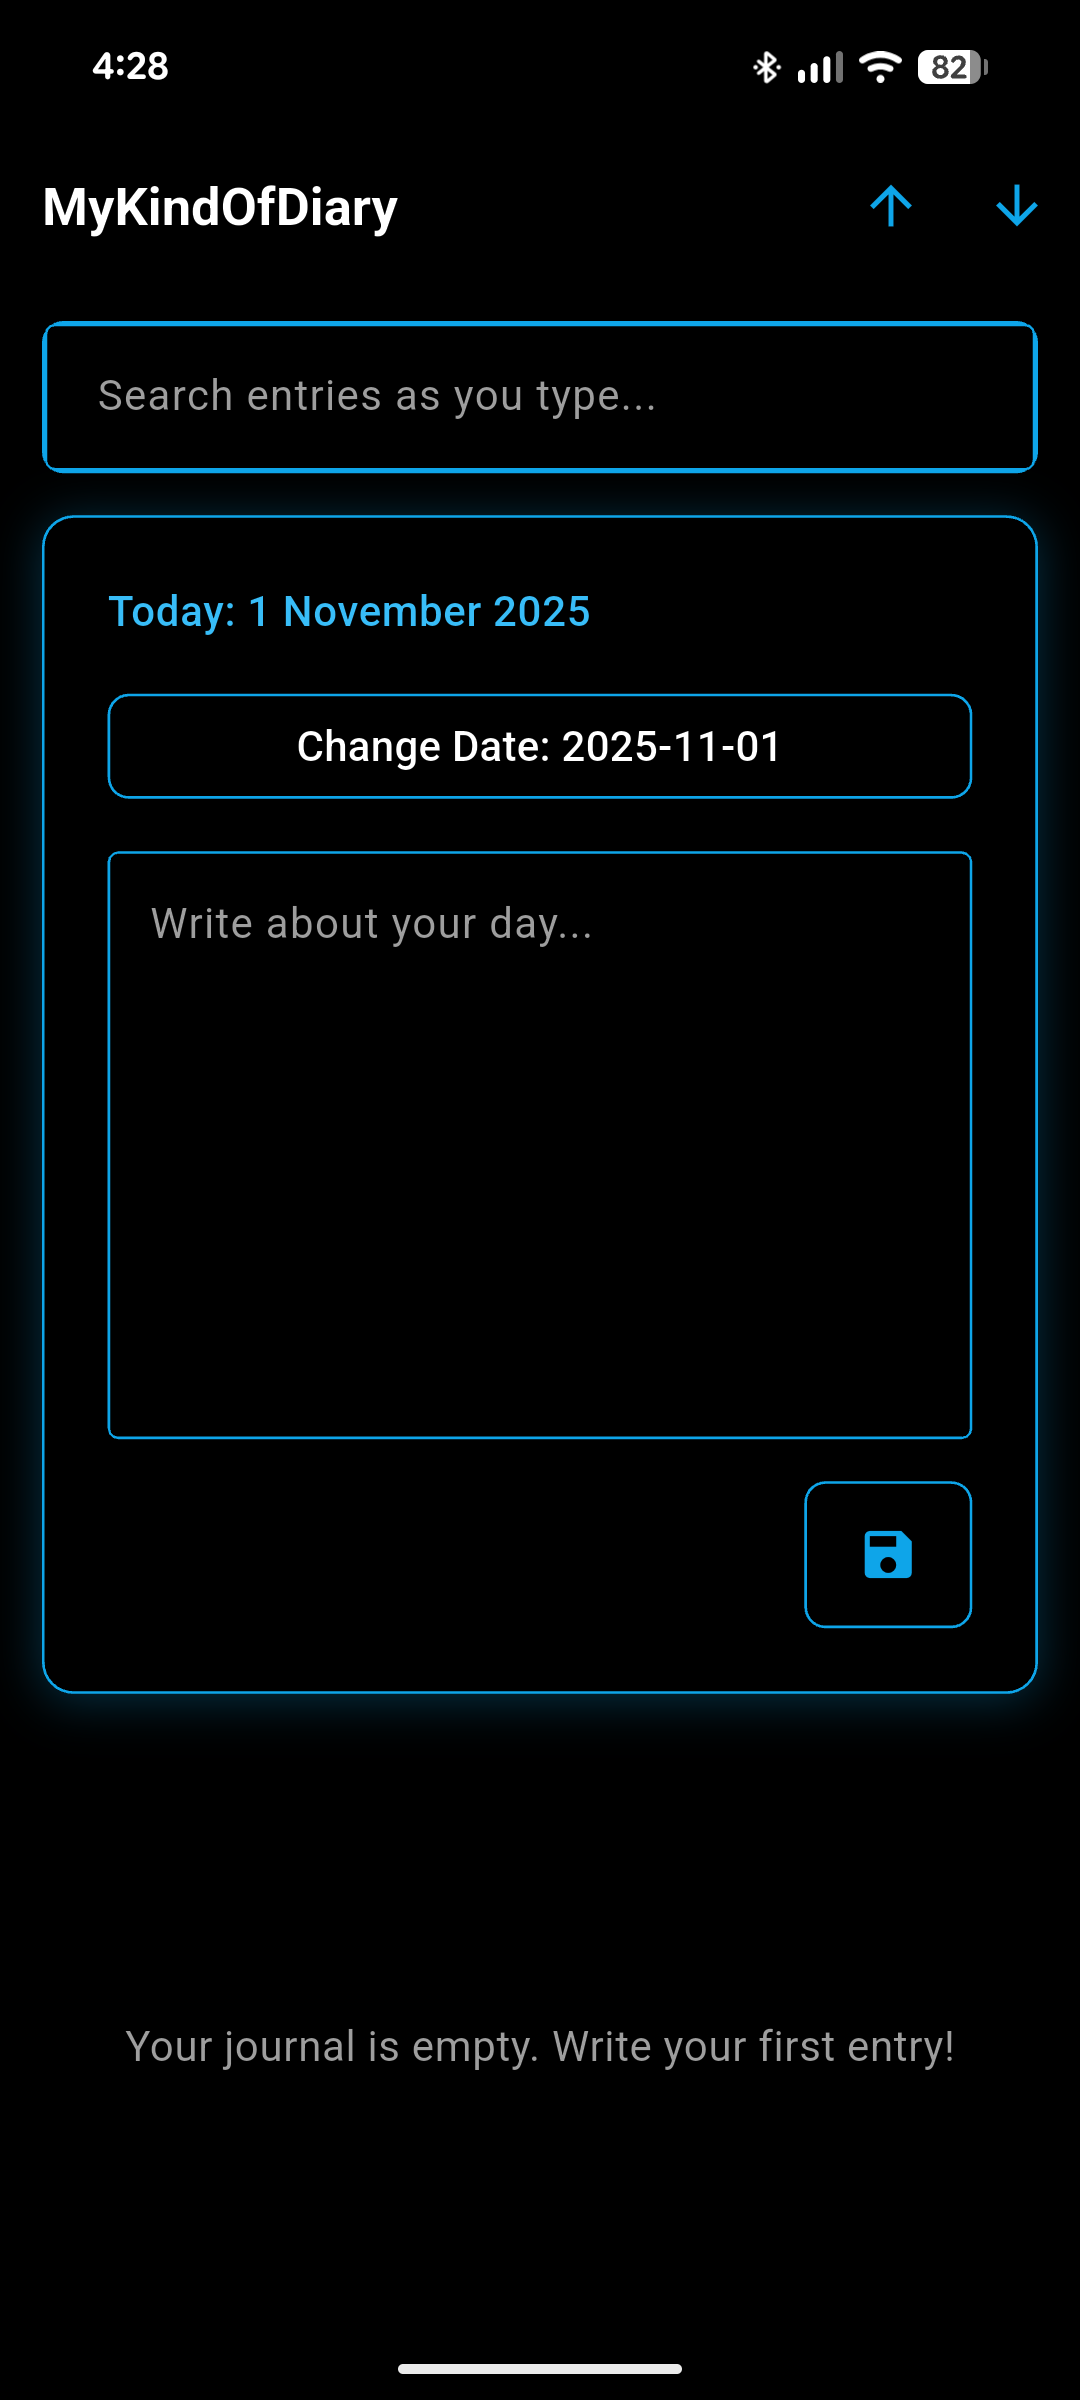 4:28
82
MyKindOfDiary
Search entries as you type...
Today: 1 November 2025
Change Date: 2025-11-01
Write about your day...
Your journal is empty. Write your first entry!